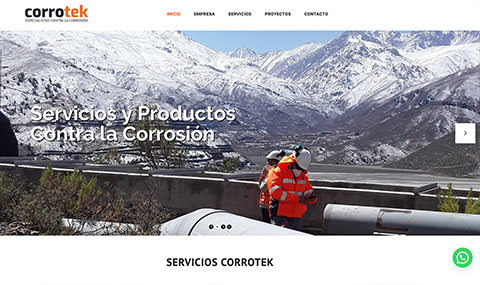 corrotek
ESPECIALISTAS CONTRA LA CORROSIÓN
INICIO EMPRESA SERVICIOS PROYECTOS CONTACTO
Servicios y Productos
Contra la Corrosión
SERVICIOS CORROTEK